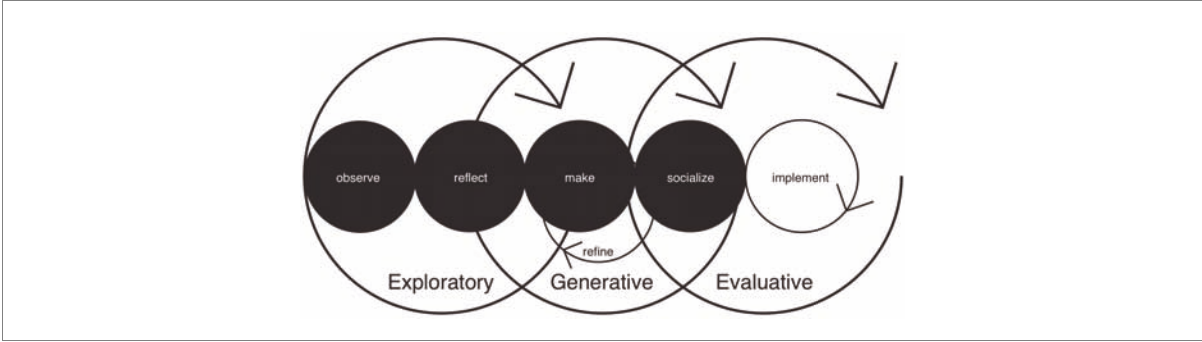 observe
reflect
make
socialize
implement
refine
Exploratory
Generative
Evaluative